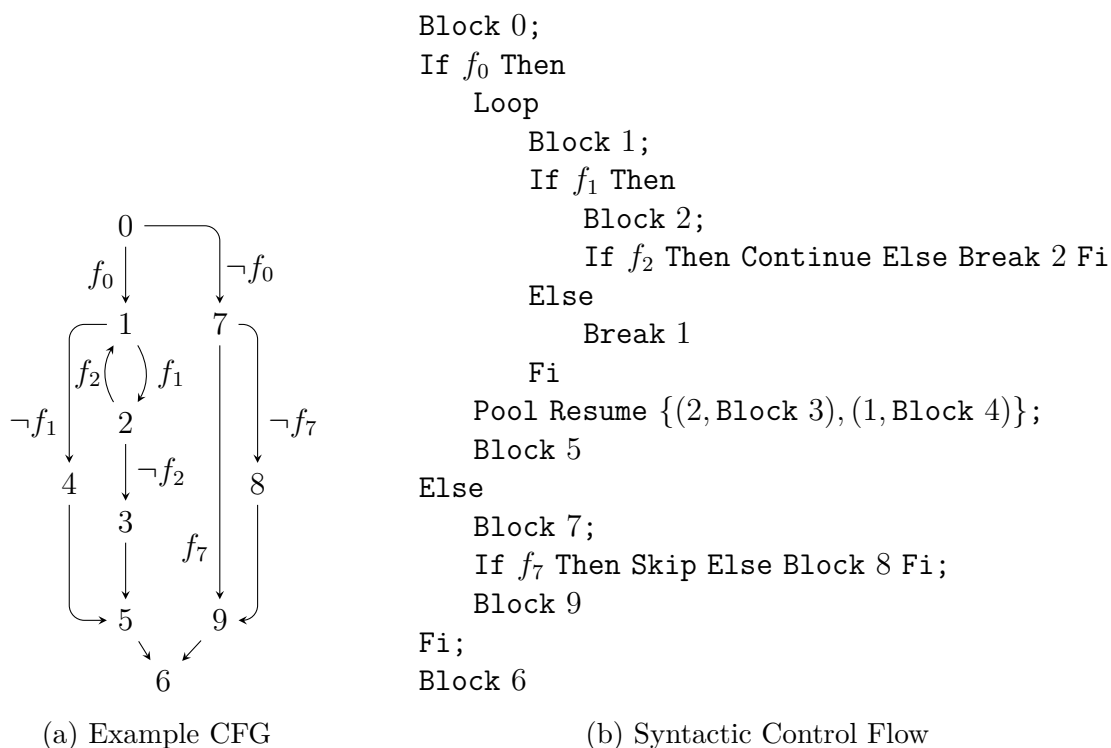 0
f₀
¬f₀
1
7
f₂
f₁
¬f₁
2
¬f₇
¬f₂
4
8
3
f₇
5
9
6
(a) Example CFG
Block 0;
If f₀ Then
Loop
Block 1;
If f₁ Then
Block 2;
If f₂ Then Continue Else Break 2 Fi
Else
Break 1
Fi
Pool Resume {(2, Block 3), (1, Block 4)};
Block 5
Else
Block 7;
If f₇ Then Skip Else Block 8 Fi;
Block 9
Fi;
Block 6
(b) Syntactic Control Flow